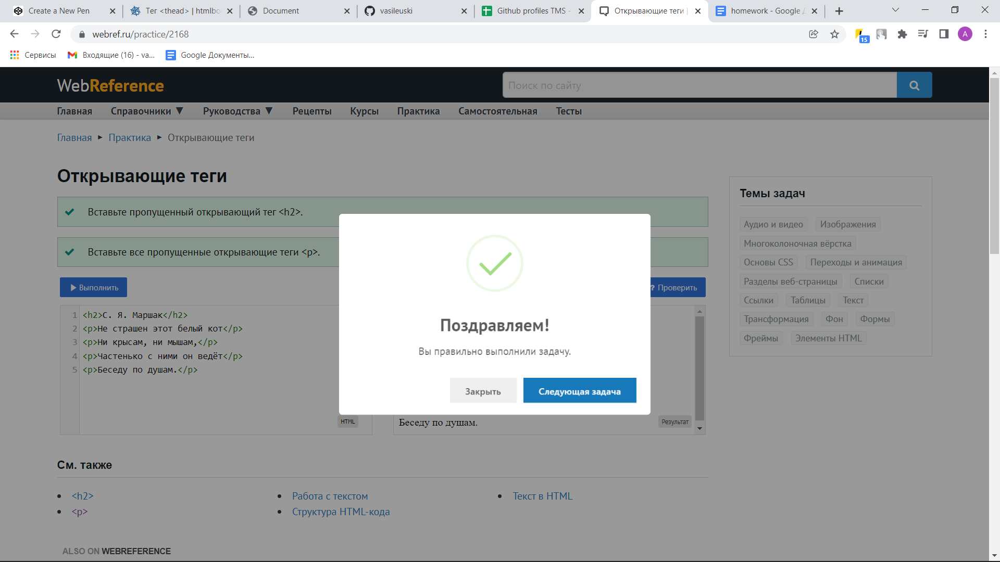 Create a New Pen
Тег <thead> | htmlbo
Document
vasileuski
Github profiles TMS -
Открывающие теги |
homework - Google Д
webref.ru/practice/2168
15
A
Сервисы
Входящие (16) - va...
Google Документы...
WebReference
Поиск по сайту
Главная
Справочники ▼
Руководства ▼
Рецепты
Курсы
Практика
Самостоятельная
Тесты
Главная ▸ Практика ▸ Открывающие теги
Открывающие теги
Вставьте пропущенный открывающий тег <h2>.
Вставьте все пропущенные открывающие теги <p>.
Выполнить
? Проверить
1 <h2>С. Я. Маршак</h2>
2 <p>Не страшен этот белый кот</p>
3 <p>Ни крысам, ни мышам,</p>
4 <p>Частенько с ними он ведёт</p>
5 <p>Беседу по душам.</p>
HTML
Беседу по душам.
Результат
Поздравляем!
Вы правильно выполнили задачу.
Закрыть
Следующая задача
Темы задач
Аудио и видео
Изображения
Многоколоночная вёрстка
Основы CSS
Переходы и анимация
Разделы веб-страницы
Списки
Ссылки
Таблицы
Текст
Трансформация
Фон
Формы
Фреймы
Элементы HTML
См. также
<h2>
<p>
Работа с текстом
Структура HTML-кода
Текст в HTML
ALSO ON WEBREFERENCE